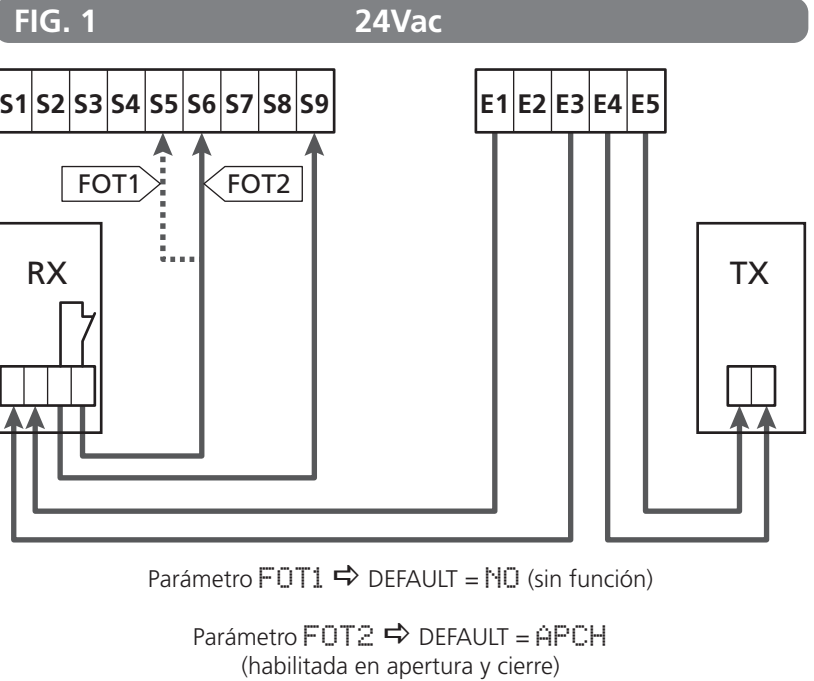 FIG. 1 24Vac
S1 S2 S3 S4 S5 S6 S7 S8 S9 E1 E2 E3 E4 E5
FOT1 FOT2
RX TX
Parámetro FOT1 ➪ DEFAULT = NO (sin función)
Parámetro FOT2 ➪ DEFAULT = APCH
(habilitada en apertura y cierre)